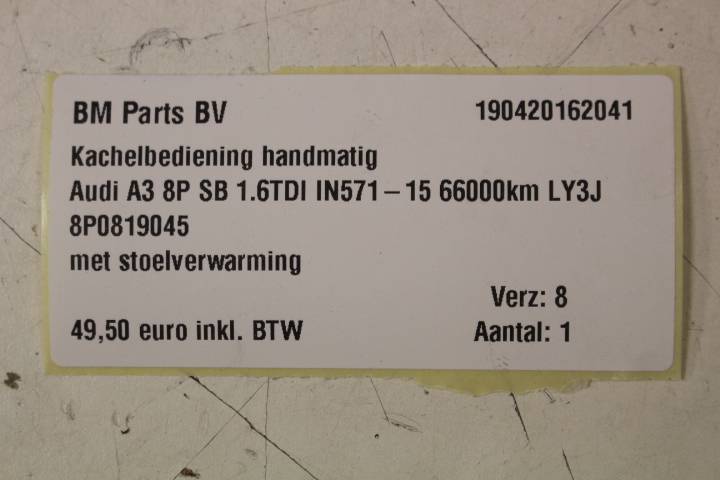 BM Parts BV 190420162041
Kachelbediening handmatig
Audi A3 8P SB 1.6TDI IN571-15 66000km LY3J
8P0819045
met stoelverwarming
Verz: 8
49,50 euro inkl. BTW Aantal: 1